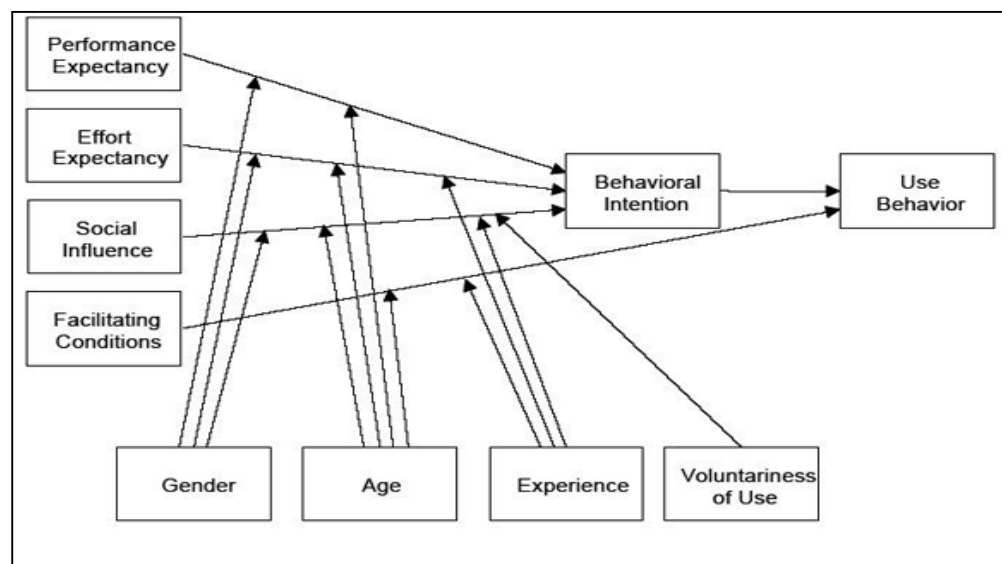 Performance
Expectancy
Effort
Expectancy
Social
Influence
Facilitating
Conditions
Behavioral
Intention
Use
Behavior
Gender
Age
Experience
Voluntariness
of Use